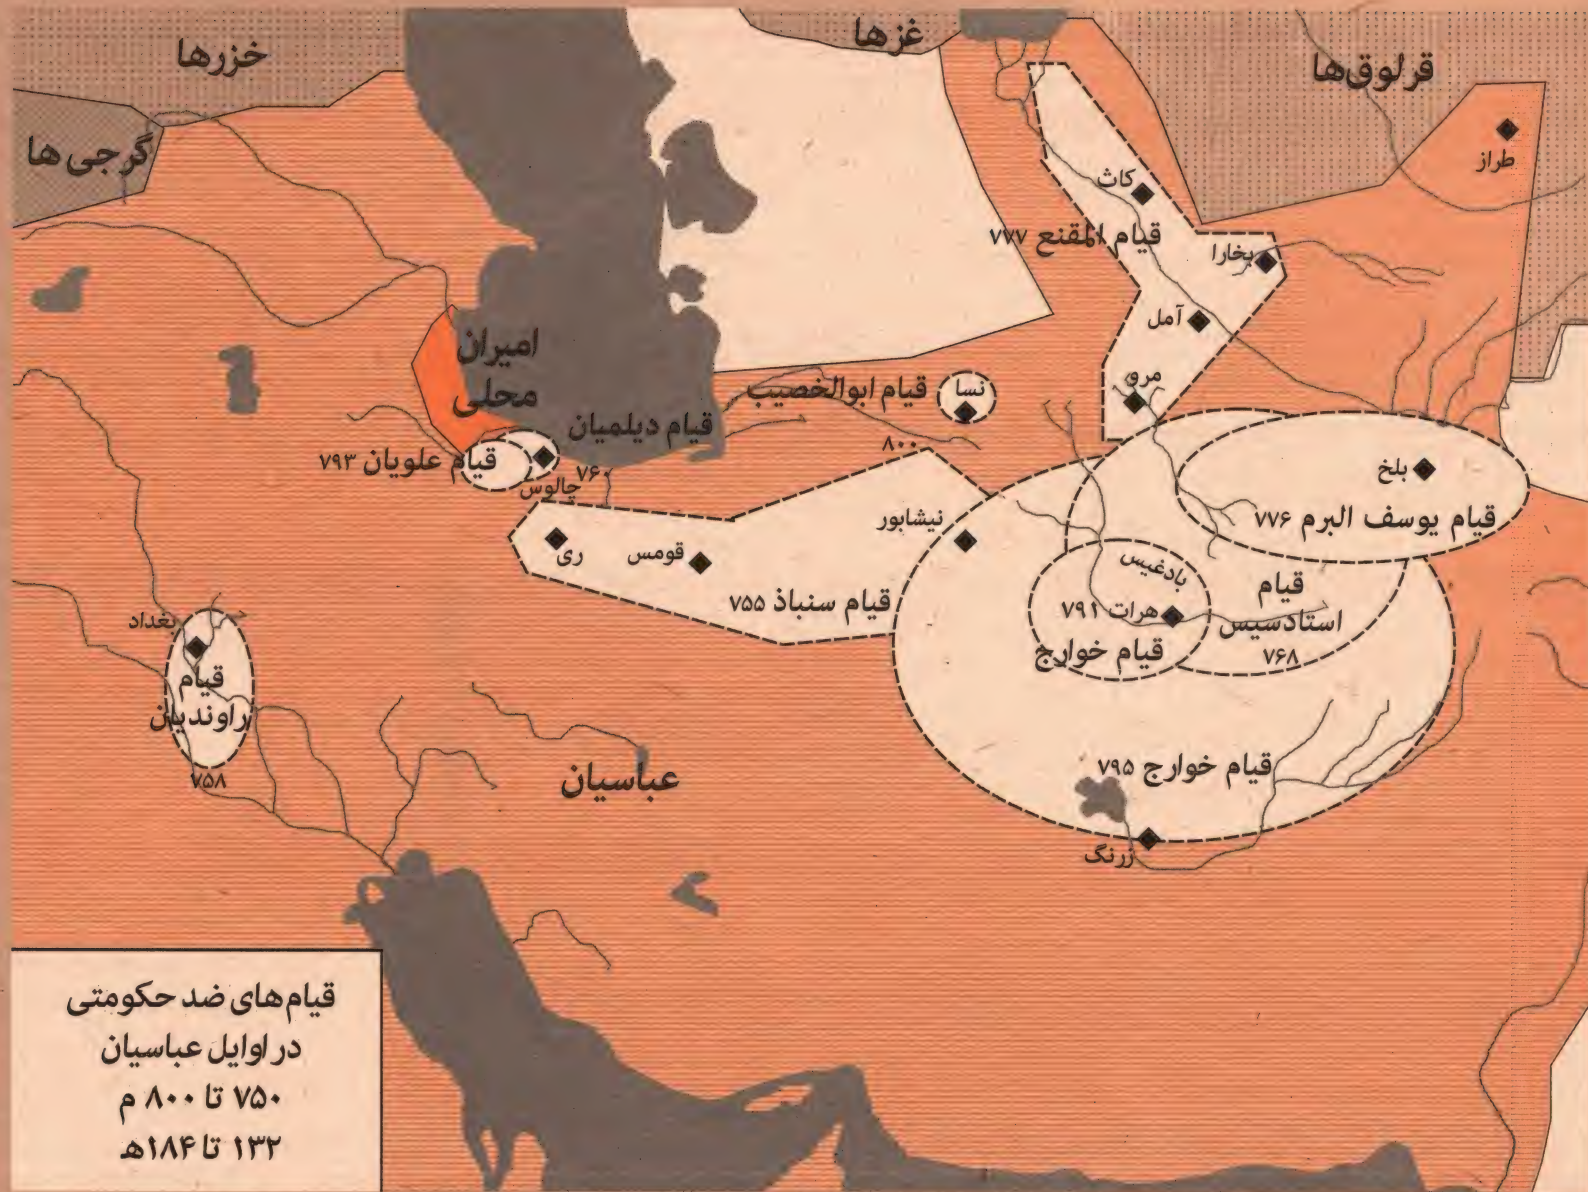 خزرها
غزها
قرلوق‌ها
گرجی ها
طراز
کاث
قیام المقنع ۷۷۷
بخارا
آمل
مرو
امیران
محلی
قیام دیلمیان
۷۶۰
قیام ابوالخصیب
۸۰۰
نسا
قیام علویان ۷۹۳
چالوس
بلخ
قیام یوسف البرم ۷۷۶
نیشابور
ری
قومس
قیام سنباذ ۷۵۵
بادغیس
هرات ۷۹۱
قیام خوارج
قیام
استادسیس
۷۶۸
بغداد
قیام
راوندیان
۷۵۸
عباسیان
قیام خوارج ۷۹۵
زرنگ
قیام‌های ضد حکومتی
در اوایل عباسیان
۷۵۰ تا ۸۰۰ م
۱۳۲ تا ۱۸۴ه